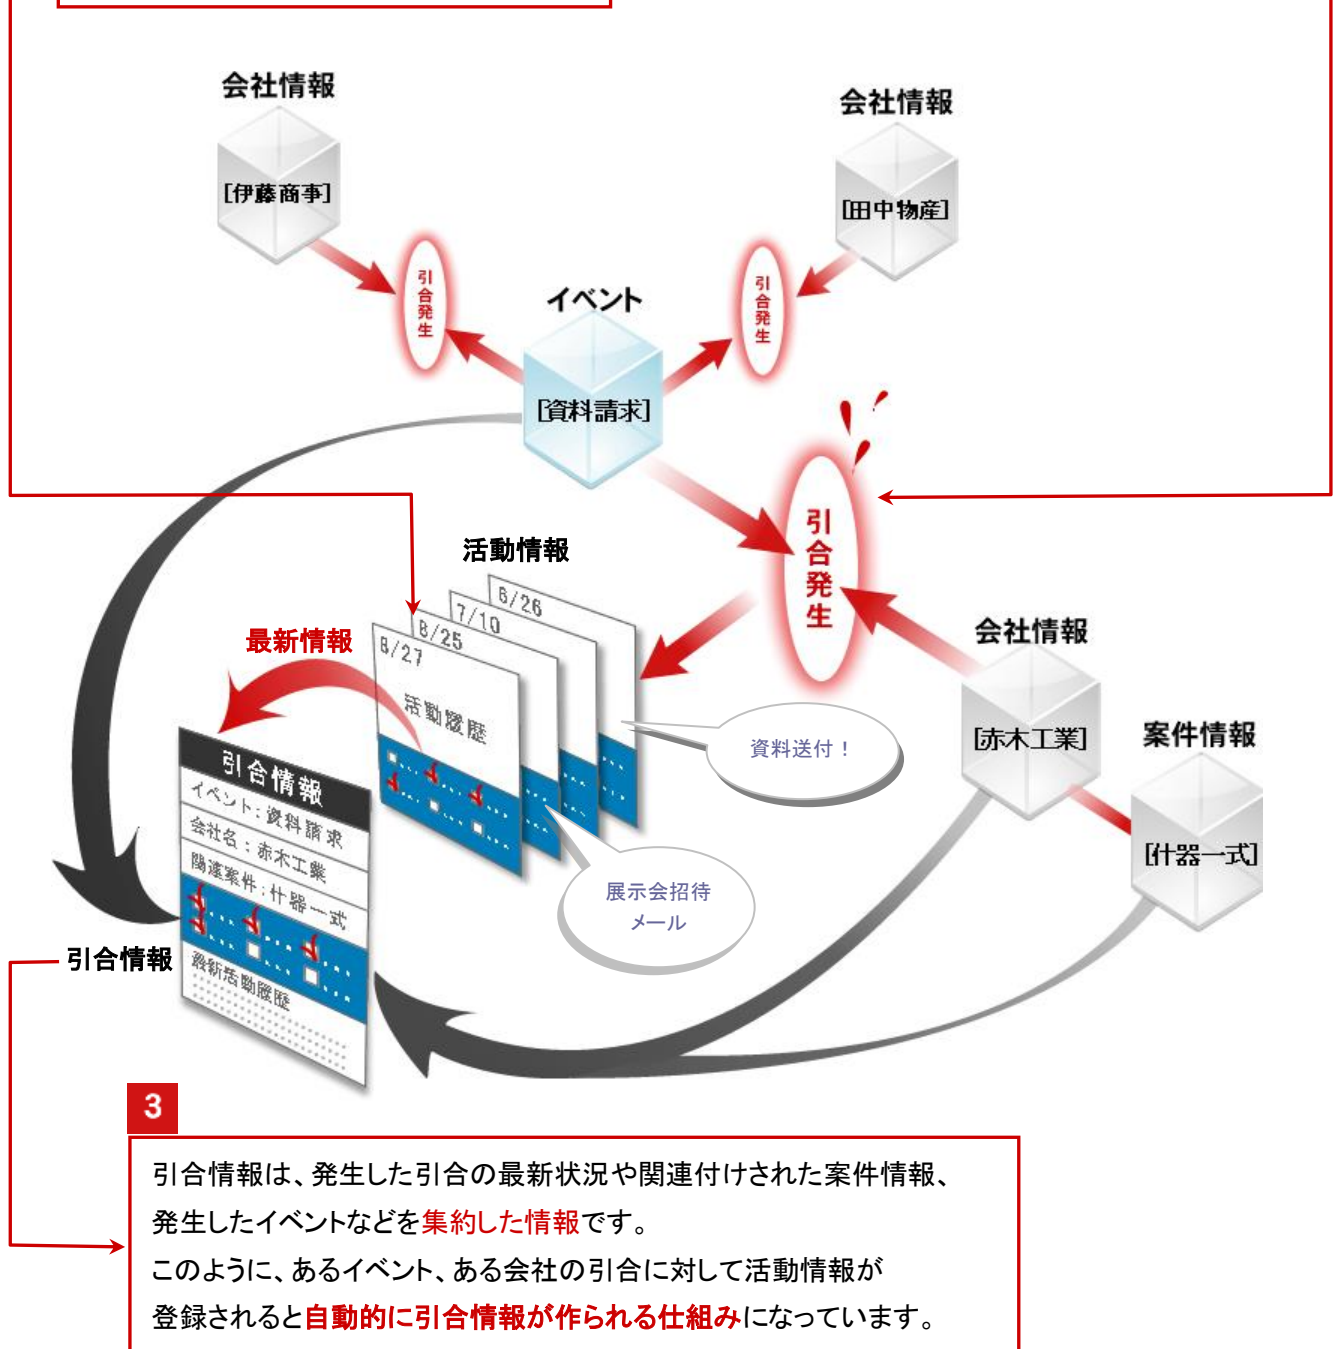 会社情報
[伊藤商事]
会社情報
[田中物産]
引合発生
引合発生
イベント
[資料請求]
引合発生
活動情報
6/26
7/10
8/25
8/27
活動履歴
最新情報
会社情報
[赤木工業]
案件情報
[什器一式]
資料送付！
展示会招待
メール
引合情報
イベント：資料請求
会社名：赤木工業
関連案件：什器一式
最新活動履歴
引合情報
3
引合情報は、発生した引合の最新状況や関連付けされた案件情報、
発生したイベントなどを集約した情報です。
このように、あるイベント、ある会社の引合に対して活動情報が
登録されると自動的に引合情報が作られる仕組みになっています。